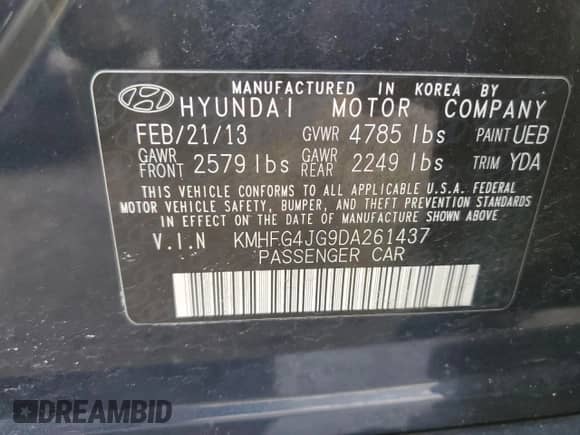 MANUFACTURED IN KOREA BY
HYUNDAI MOTOR COMPANY
FEB/21/13 GVWR 4785 lbs PAINT UEB
GAWR FRONT 2579 lbs GAWR REAR 2249 lbs TRIM YDA
THIS VEHICLE CONFORMS TO ALL APPLICABLE U.S.A. FEDERAL
MOTOR VEHICLE SAFETY, BUMPER, AND THEFT PREVENTION STANDARDS
IN EFFECT ON THE DATE OF MANUFACTURE SHOWN ABOVE.
V.I.N KMHFG4JG9DA261437
PASSENGER CAR
DREAMBID